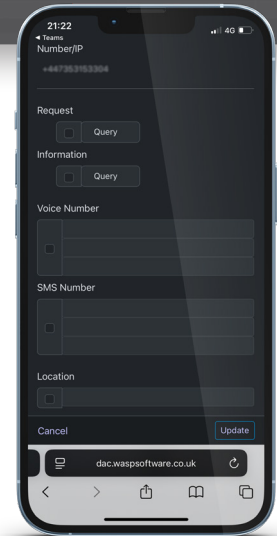 21:22
4G
◀ Teams
Number/IP
+447353153304
Request
Query
Information
Query
Voice Number
SMS Number
Location
Cancel
Update
dac.waspsoftware.co.uk